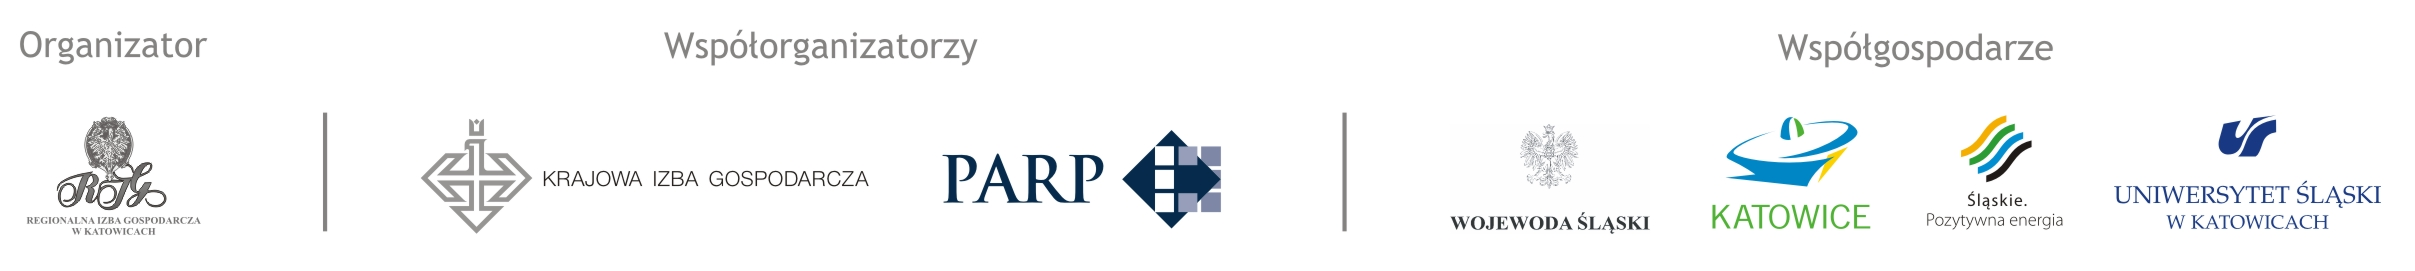 Organizator
RIG
REGIONALNA IZBA GOSPODARCZA
W KATOWICACH
Współorganizatorzy
KRAJOWA IZBA GOSPODARCZA
PARP
Współgospodarze
WOJEWODA ŚLĄSKI
KATOWICE
Śląskie.
Pozytywna energia
UNIWERSYTET ŚLĄSKI
W KATOWICACH